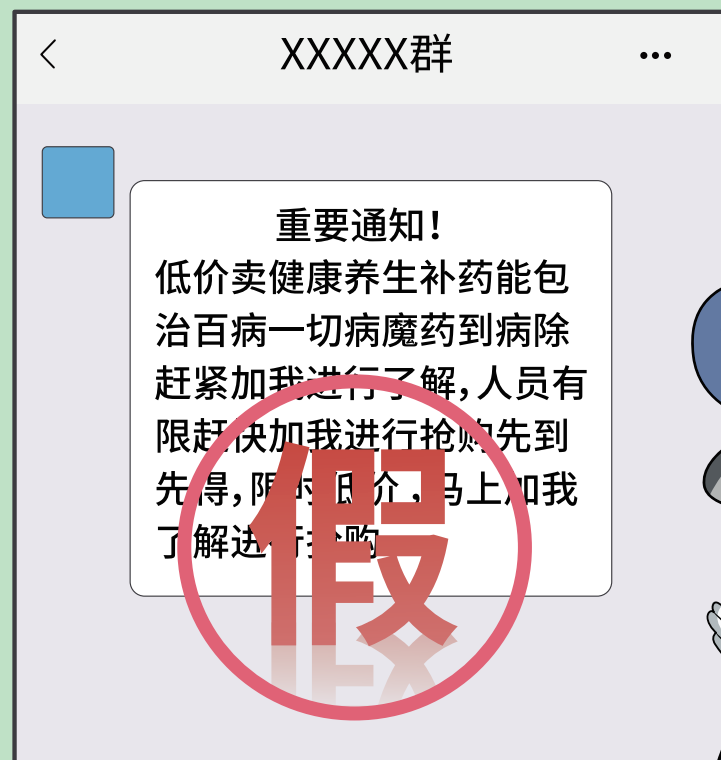 XXXXX群
重要通知！
低价卖健康养生补药能包
治百病一切病魔药到病除
赶紧加我进行了解，人员有
限赶快加我进行抢购先到
先得，限时低价，马上加我
了解进行抢购
假